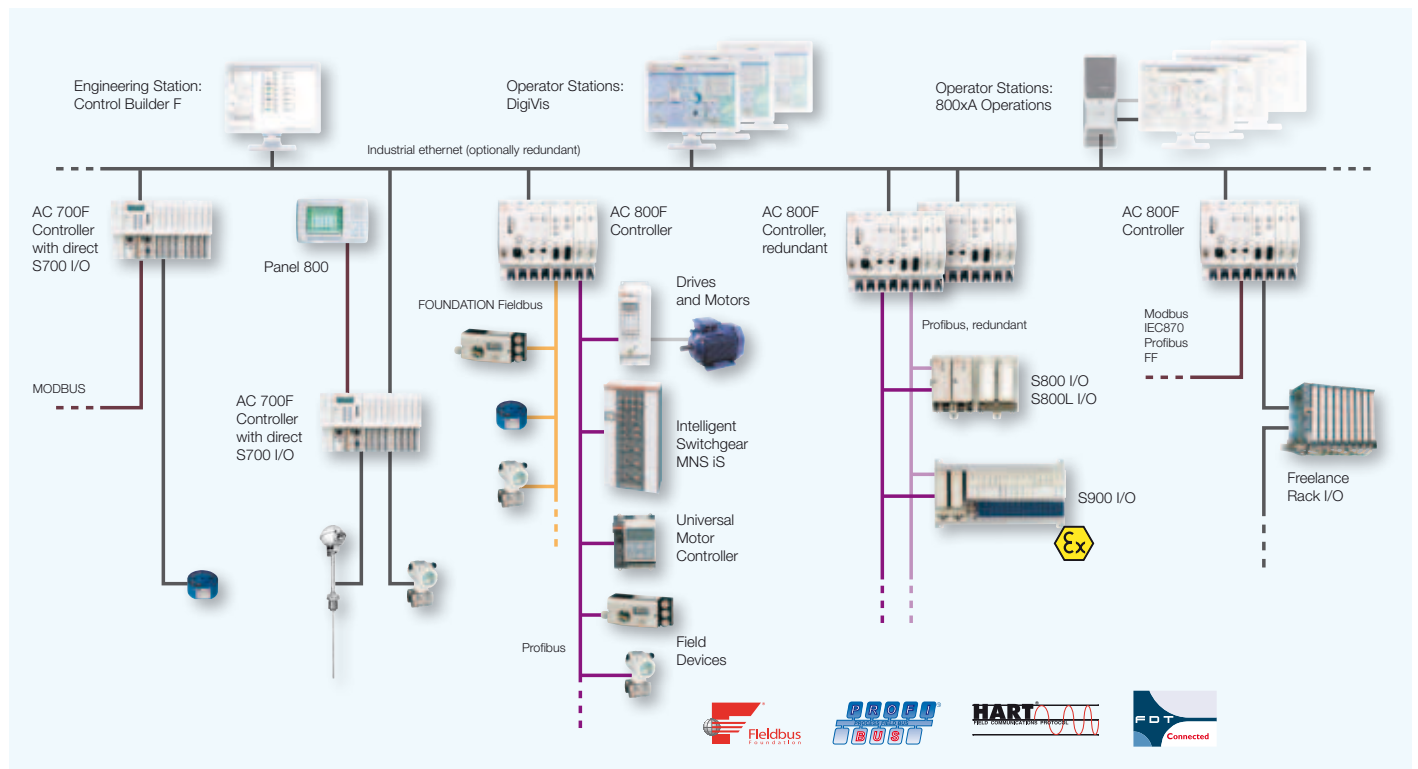 Engineering Station:
Control Builder F
Operator Stations:
DigiVis
Operator Stations:
800xA Operations
Industrial ethernet (optionally redundant)
AC 700F
Controller
with direct
S700 I/O
Panel 800
AC 800F
Controller
AC 800F
Controller,
redundant
AC 800F
Controller
FOUNDATION Fieldbus
Drives
and Motors
Profibus, redundant
Modbus
IEC870
Profibus
FF
MODBUS
AC 700F
Controller
with direct
S700 I/O
S800 I/O
S800L I/O
Intelligent
Switchgear
MNS iS
Freelance
Rack I/O
S900 I/O
Ex
Universal
Motor
Controller
Profibus
Field
Devices
Fieldbus
Foundation
PROFI
PROCESS FIELD BUS
BUS
®
HART
FIELD COMMUNICATIONS PROTOCOL
FDT
Connected